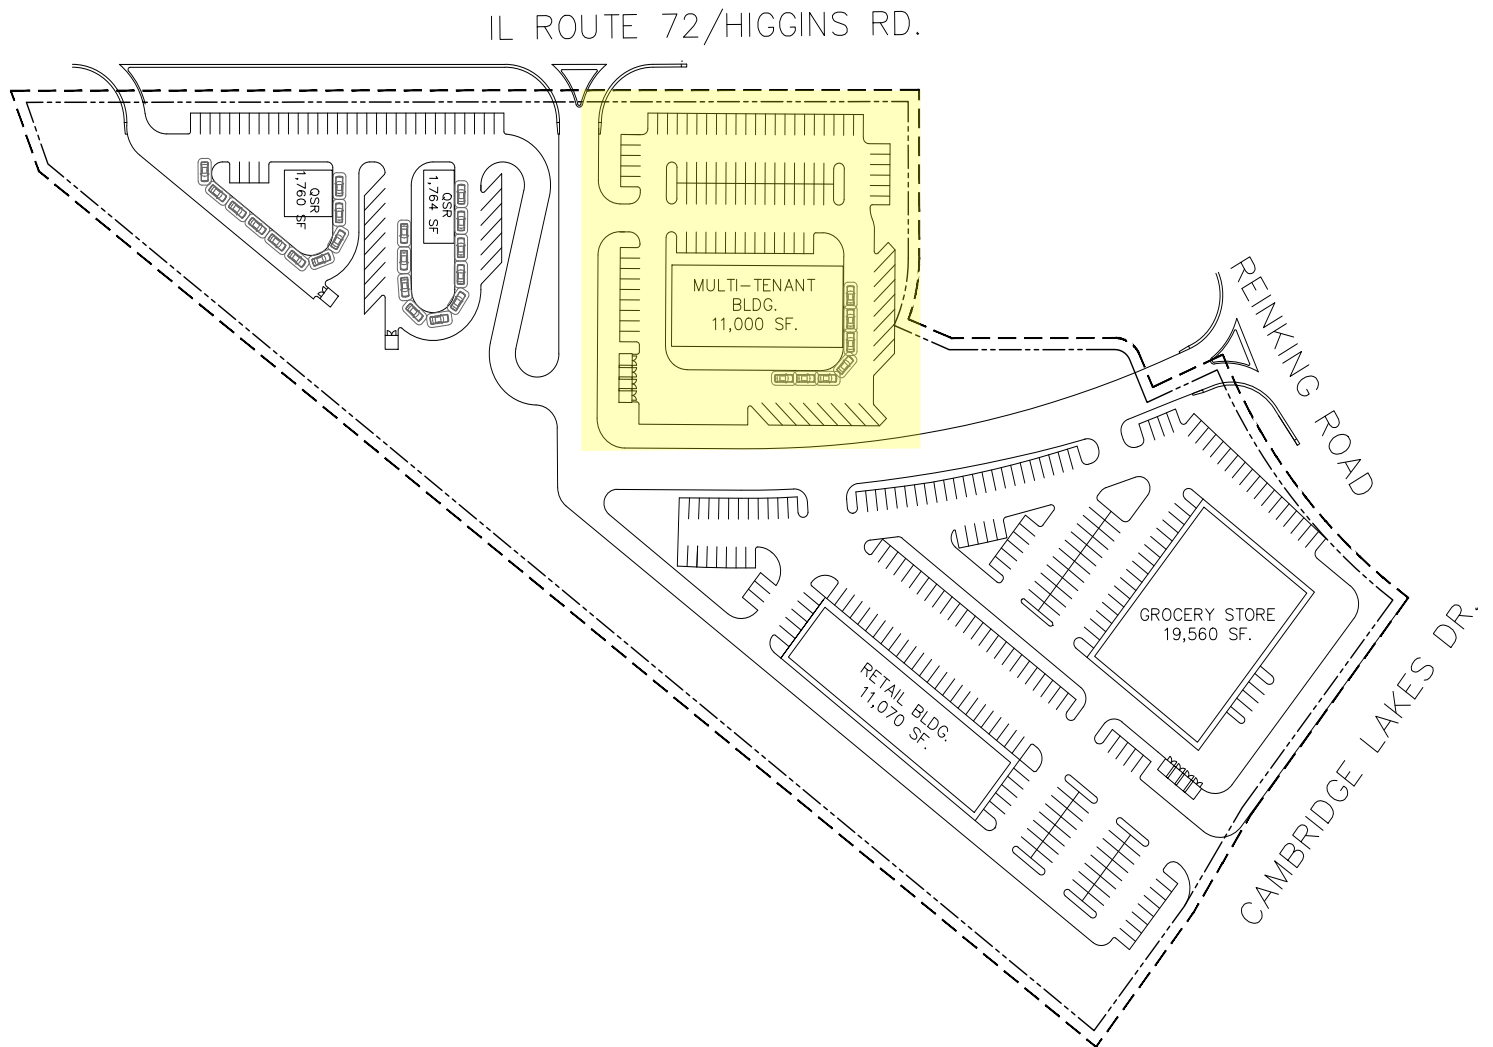 IL ROUTE 72/HIGGINS RD.
QSR
1,760 SF
QSR
1,764 SF
MULTI-TENANT
BLDG.
11,000 SF.
REINKING ROAD
GROCERY STORE
19,560 SF.
RETAIL BLDG.
11,070 SF.
CAMBRIDGE LAKES DR.